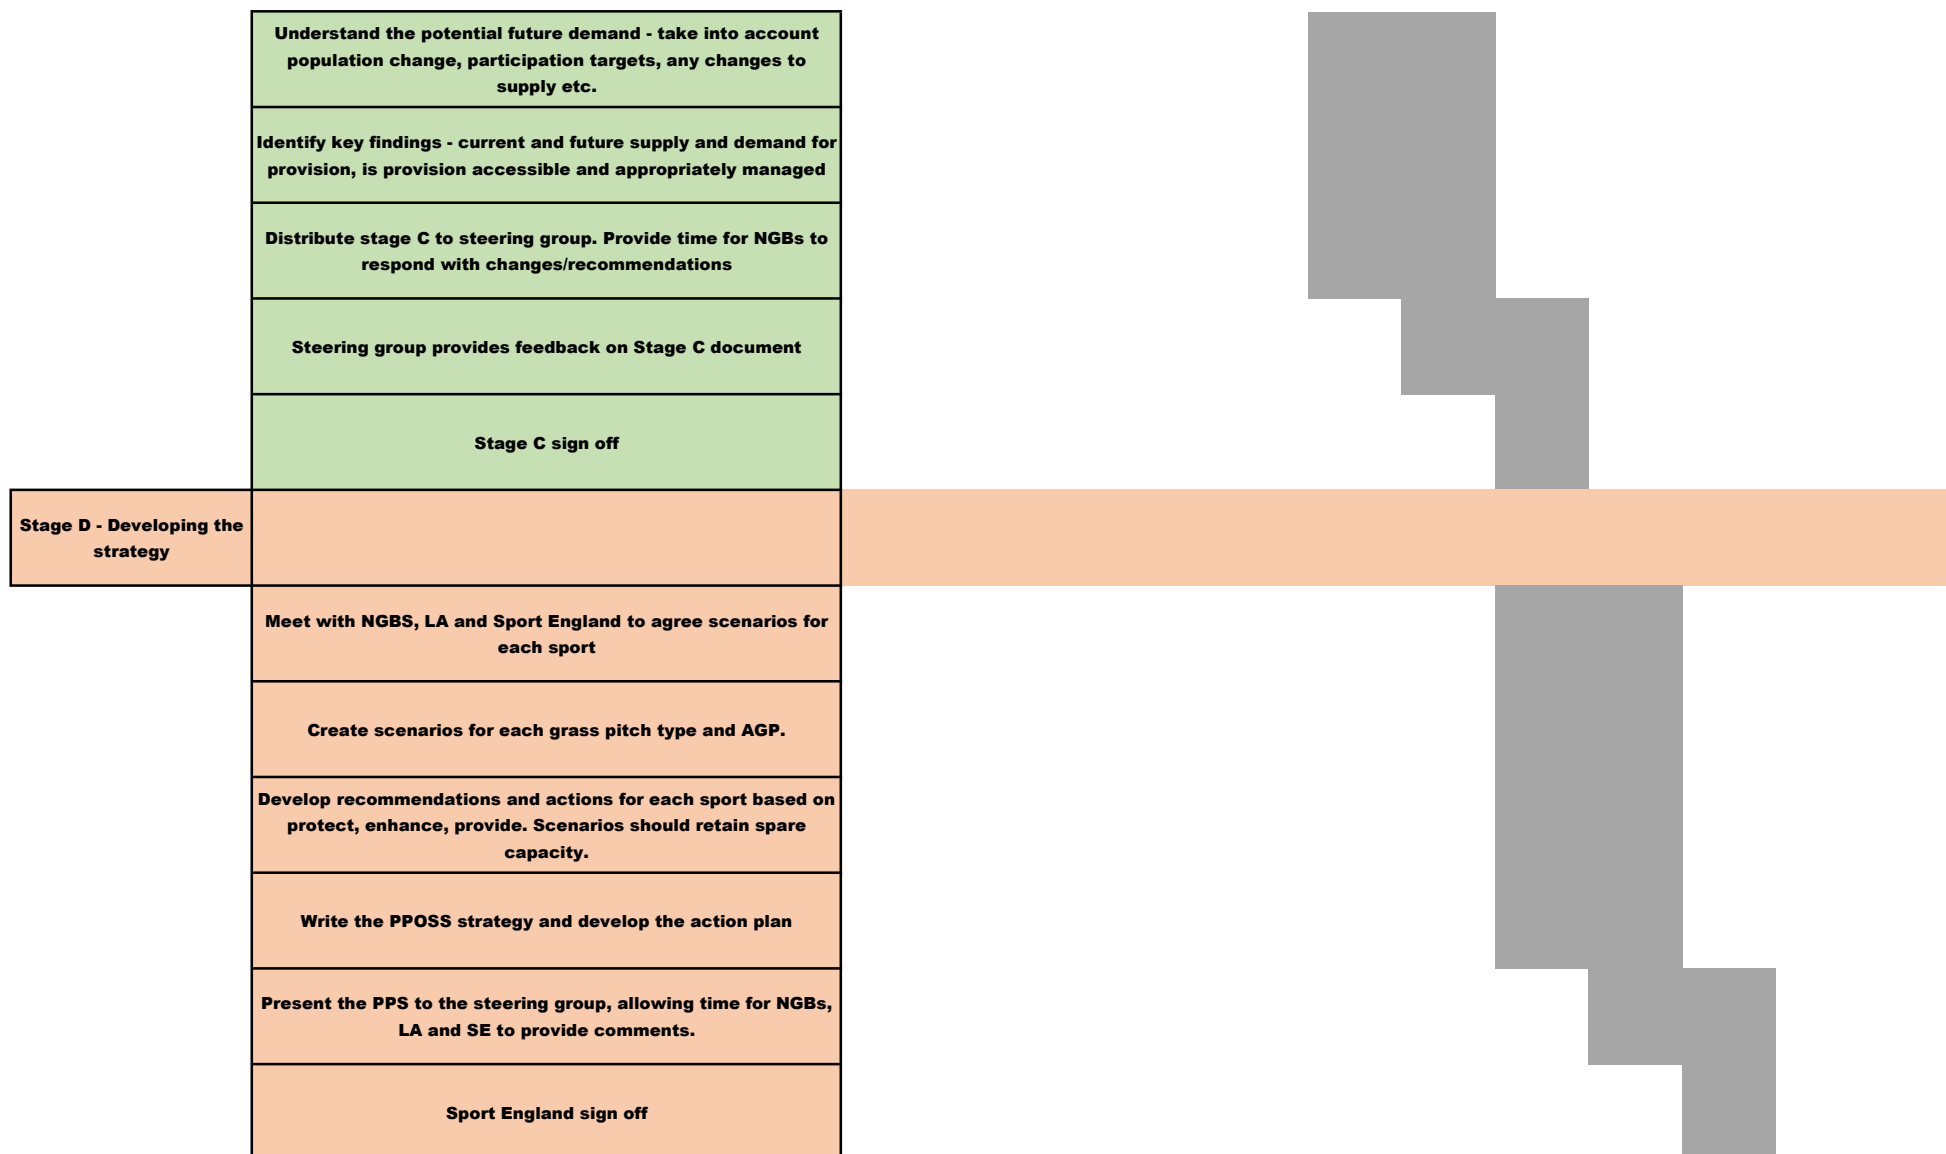 Understand the potential future demand - take into account
population change, participation targets, any changes to
supply etc.
Identify key findings - current and future supply and demand for
provision, is provision accessible and appropriately managed
Distribute stage C to steering group. Provide time for NGBs to
respond with changes/recommendations
Steering group provides feedback on Stage C document
Stage C sign off
Stage D - Developing the
strategy
Meet with NGBS, LA and Sport England to agree scenarios for
each sport
Create scenarios for each grass pitch type and AGP.
Develop recommendations and actions for each sport based on
protect, enhance, provide. Scenarios should retain spare
capacity.
Write the PPOSS strategy and develop the action plan
Present the PPS to the steering group, allowing time for NGBs,
LA and SE to provide comments.
Sport England sign off